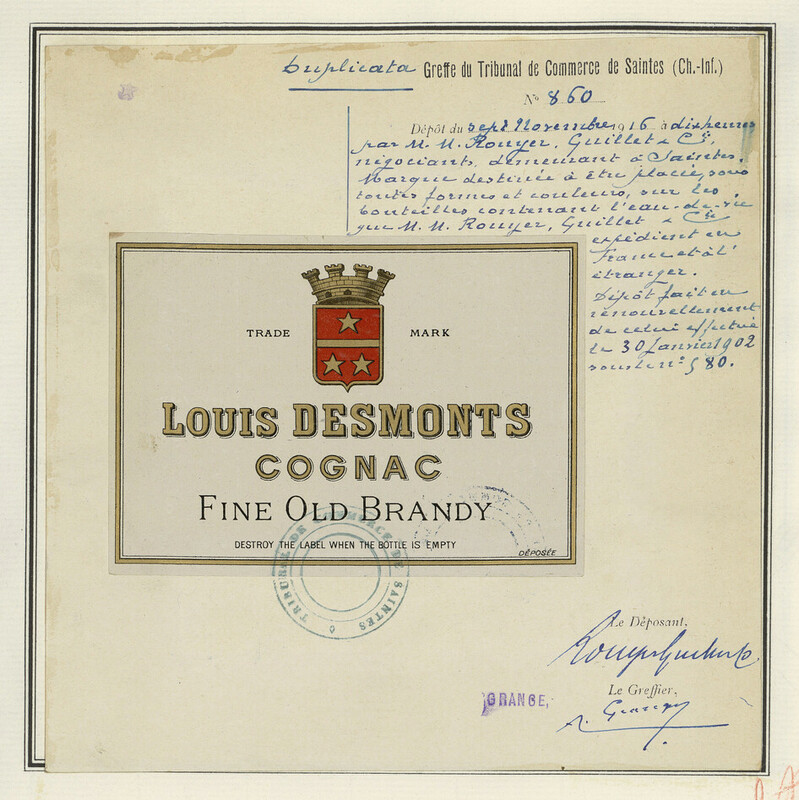 Duplicata Greffe du Tribunal de Commerce de Saintes (Ch.-Inf.)
N° 860
Dépôt du sept Novembre 1916 à dix heures
par M. M. Rouyer, Guillet & Cie,
négociants, demeurant à Saintes.
Marque destinée à être placée, sous
toutes formes et couleurs, sur les
bouteilles contenant l'eau-de-vie
que M. M. Rouyer, Guillet & Cie
expédient en
France et à l'
étranger.
Dépôt fait en
renouvellement
de celui effectué
le 30 Janvier 1902
sous le n° 580.
TRADE MARK
LOUIS DESMONTS
COGNAC
FINE OLD BRANDY
DESTROY THE LABEL WHEN THE BOTTLE IS EMPTY
DÉPOSÉE
TRIBUNAL DE COMMERCE DE SAINTES
Le Déposant,
Rouyer Guillet & Co
Le Greffier,
GRANGE,
A. Grange